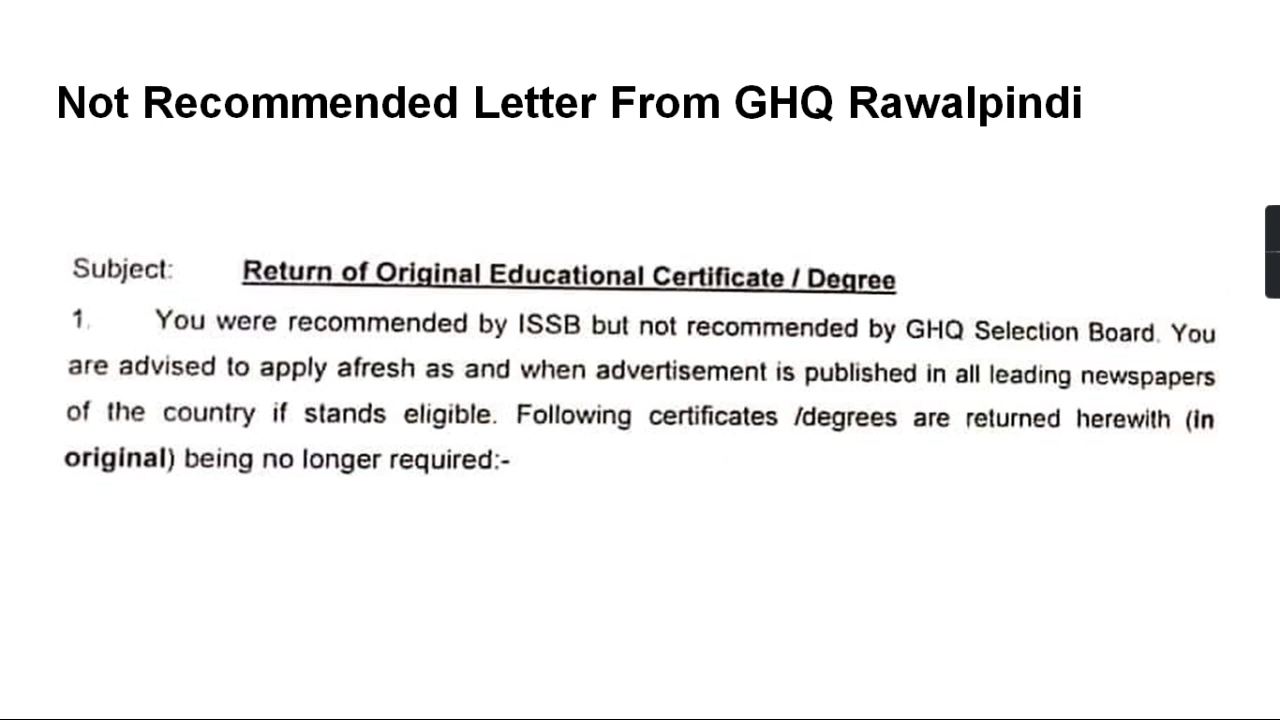 Not Recommended Letter From GHQ Rawalpindi
Subject: Return of Original Educational Certificate / Degree
1. You were recommended by ISSB but not recommended by GHQ Selection Board. You
are advised to apply afresh as and when advertisement is published in all leading newspapers
of the country if stands eligible. Following certificates /degrees are returned herewith (in
original) being no longer required:-